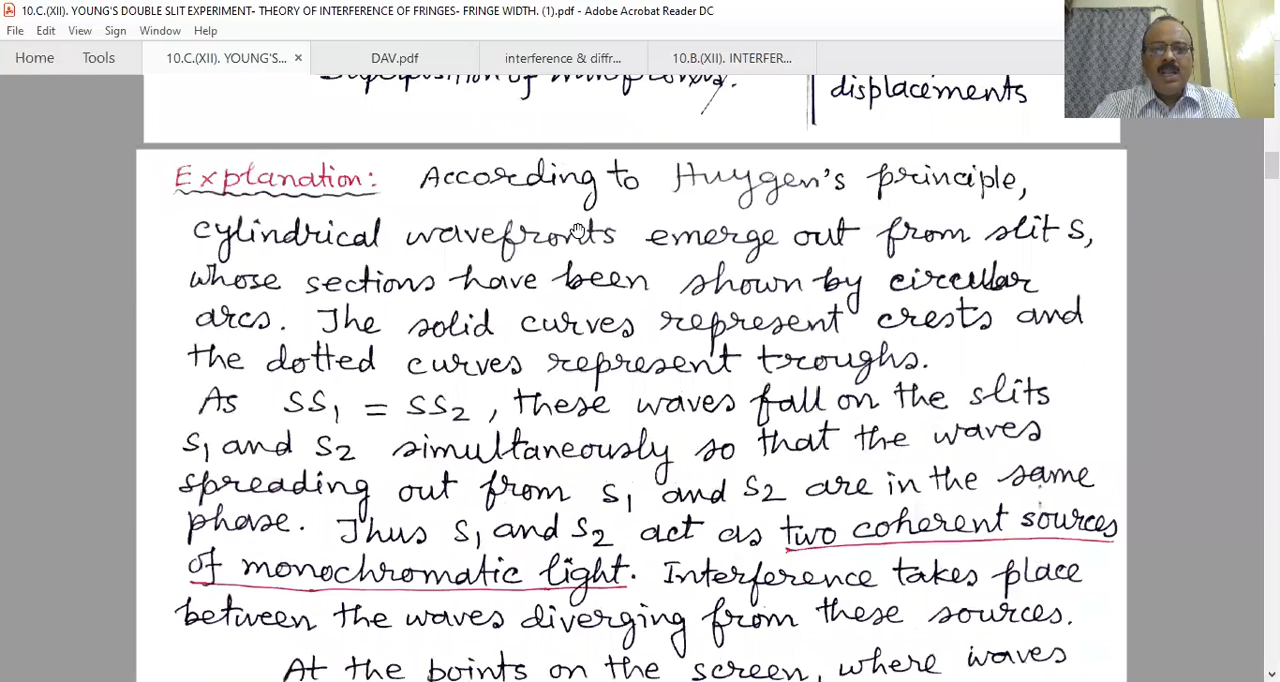 10.C.(XII). YOUNG'S DOUBLE SLIT EXPERIMENT- THEORY OF INTERFERENCE OF FRINGES- FRINGE WIDTH. (1).pdf - Adobe Acrobat Reader DC
File Edit View Sign Window Help
Home Tools 10.C.(XII). YOUNG'S... × DAV.pdf interference & diffr... 10.B.(XII). INTERFER...
Superposition of wavefronts.
displacements
Explanation: According to Huygen's principle,
cylindrical wavefronts emerge out from slit S,
whose sections have been shown by circular
arcs. The solid curves represent crests and
the dotted curves represent troughs.
As SS₁ = SS₂, these waves fall on the slits
S₁ and S₂ simultaneously so that the waves
spreading out from S₁ and S₂ are in the same
phase. Thus S₁ and S₂ act as two coherent sources
of monochromatic light. Interference takes place
between the waves diverging from these sources.
At the points on the screen, where waves